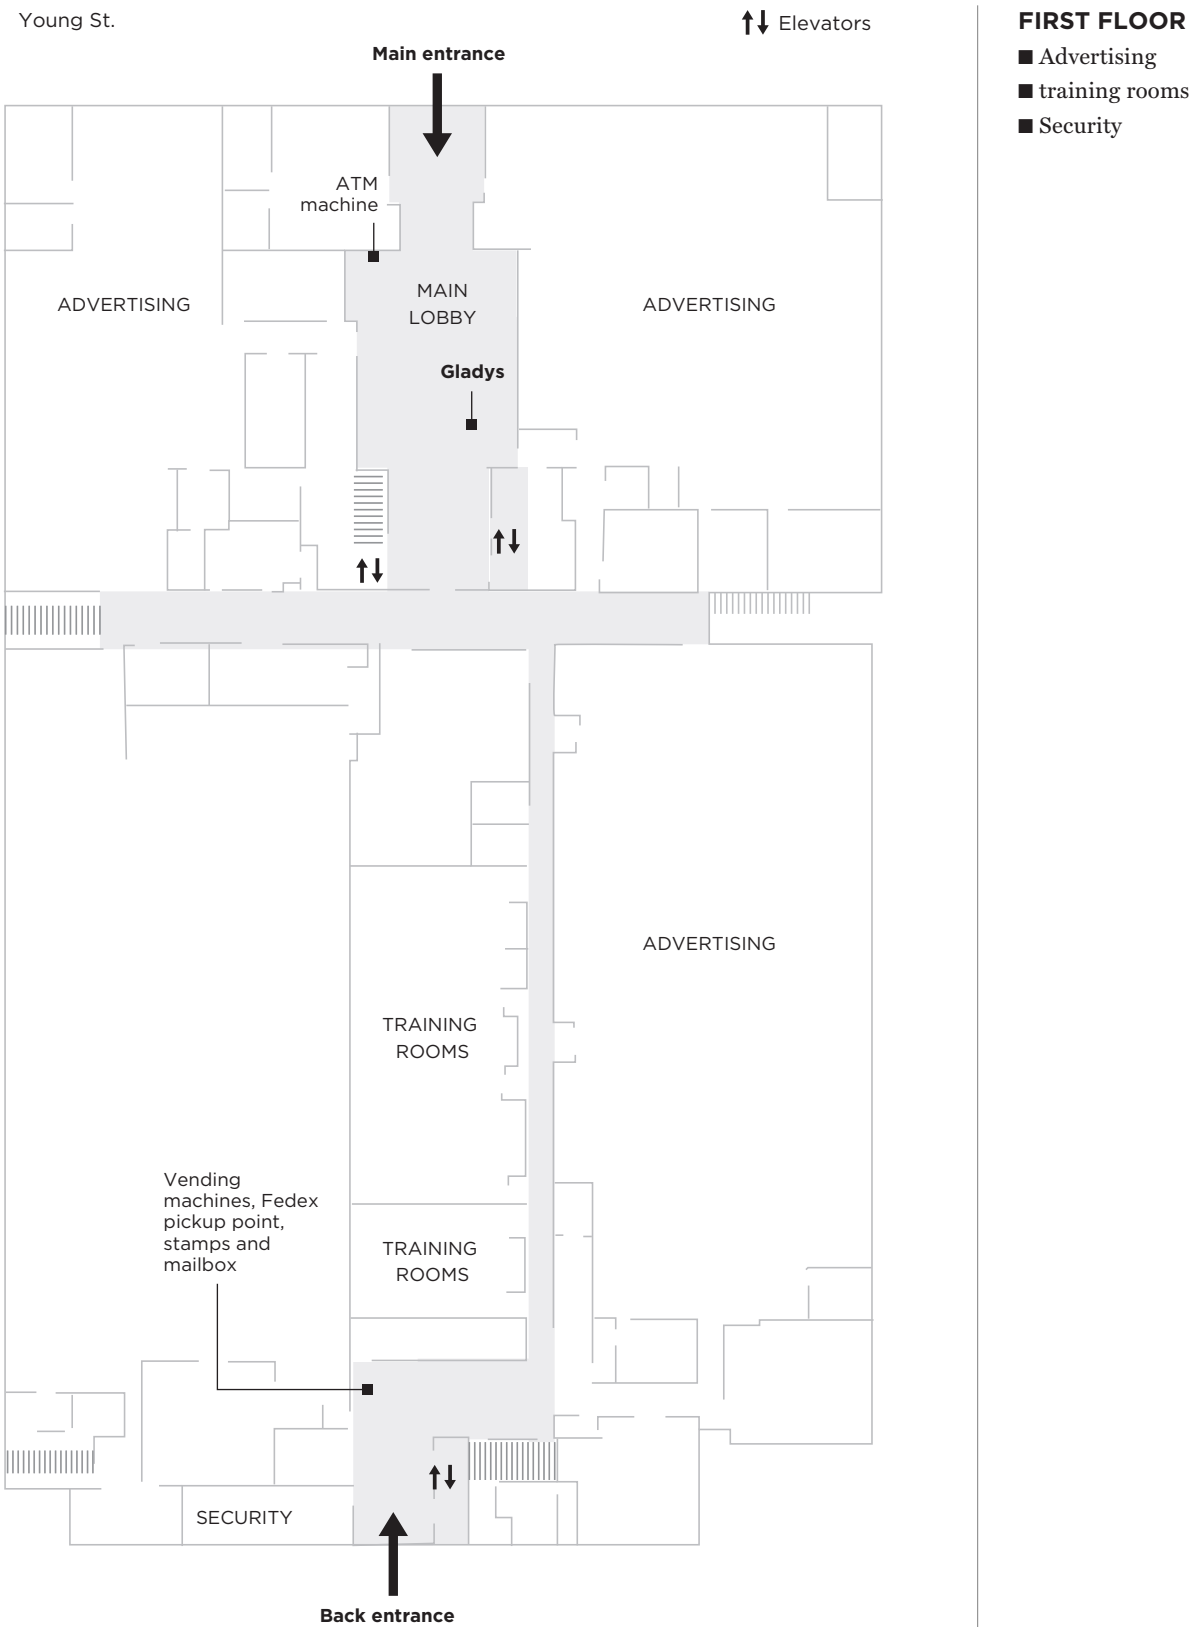 Young St.
Elevators
Main entrance
ATM
machine
ADVERTISING
MAIN
LOBBY
ADVERTISING
Gladys
ADVERTISING
TRAINING
ROOMS
Vending
machines, Fedex
pickup point,
stamps and
mailbox
TRAINING
ROOMS
SECURITY
Back entrance
FIRST FLOOR
Advertising
training rooms
Security